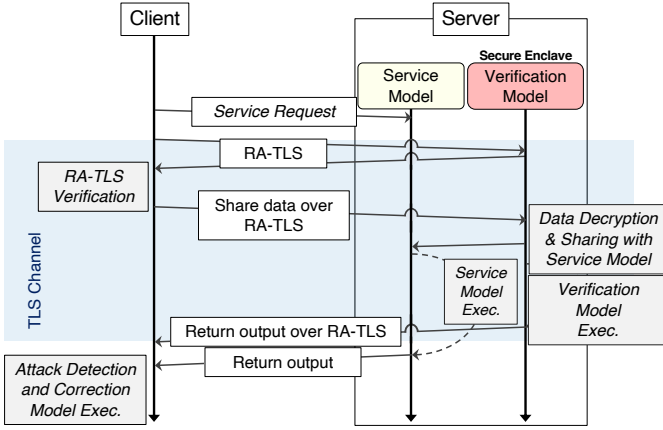 Client
Server
Secure Enclave
Service
Model
Verification
Model
Service Request
RA-TLS
RA-TLS
Verification
Share data over
RA-TLS
Data Decryption
& Sharing with
Service Model
TLS Channel
Service
Model
Exec.
Verification
Model
Exec.
Return output over RA-TLS
Return output
Attack Detection
and Correction
Model Exec.